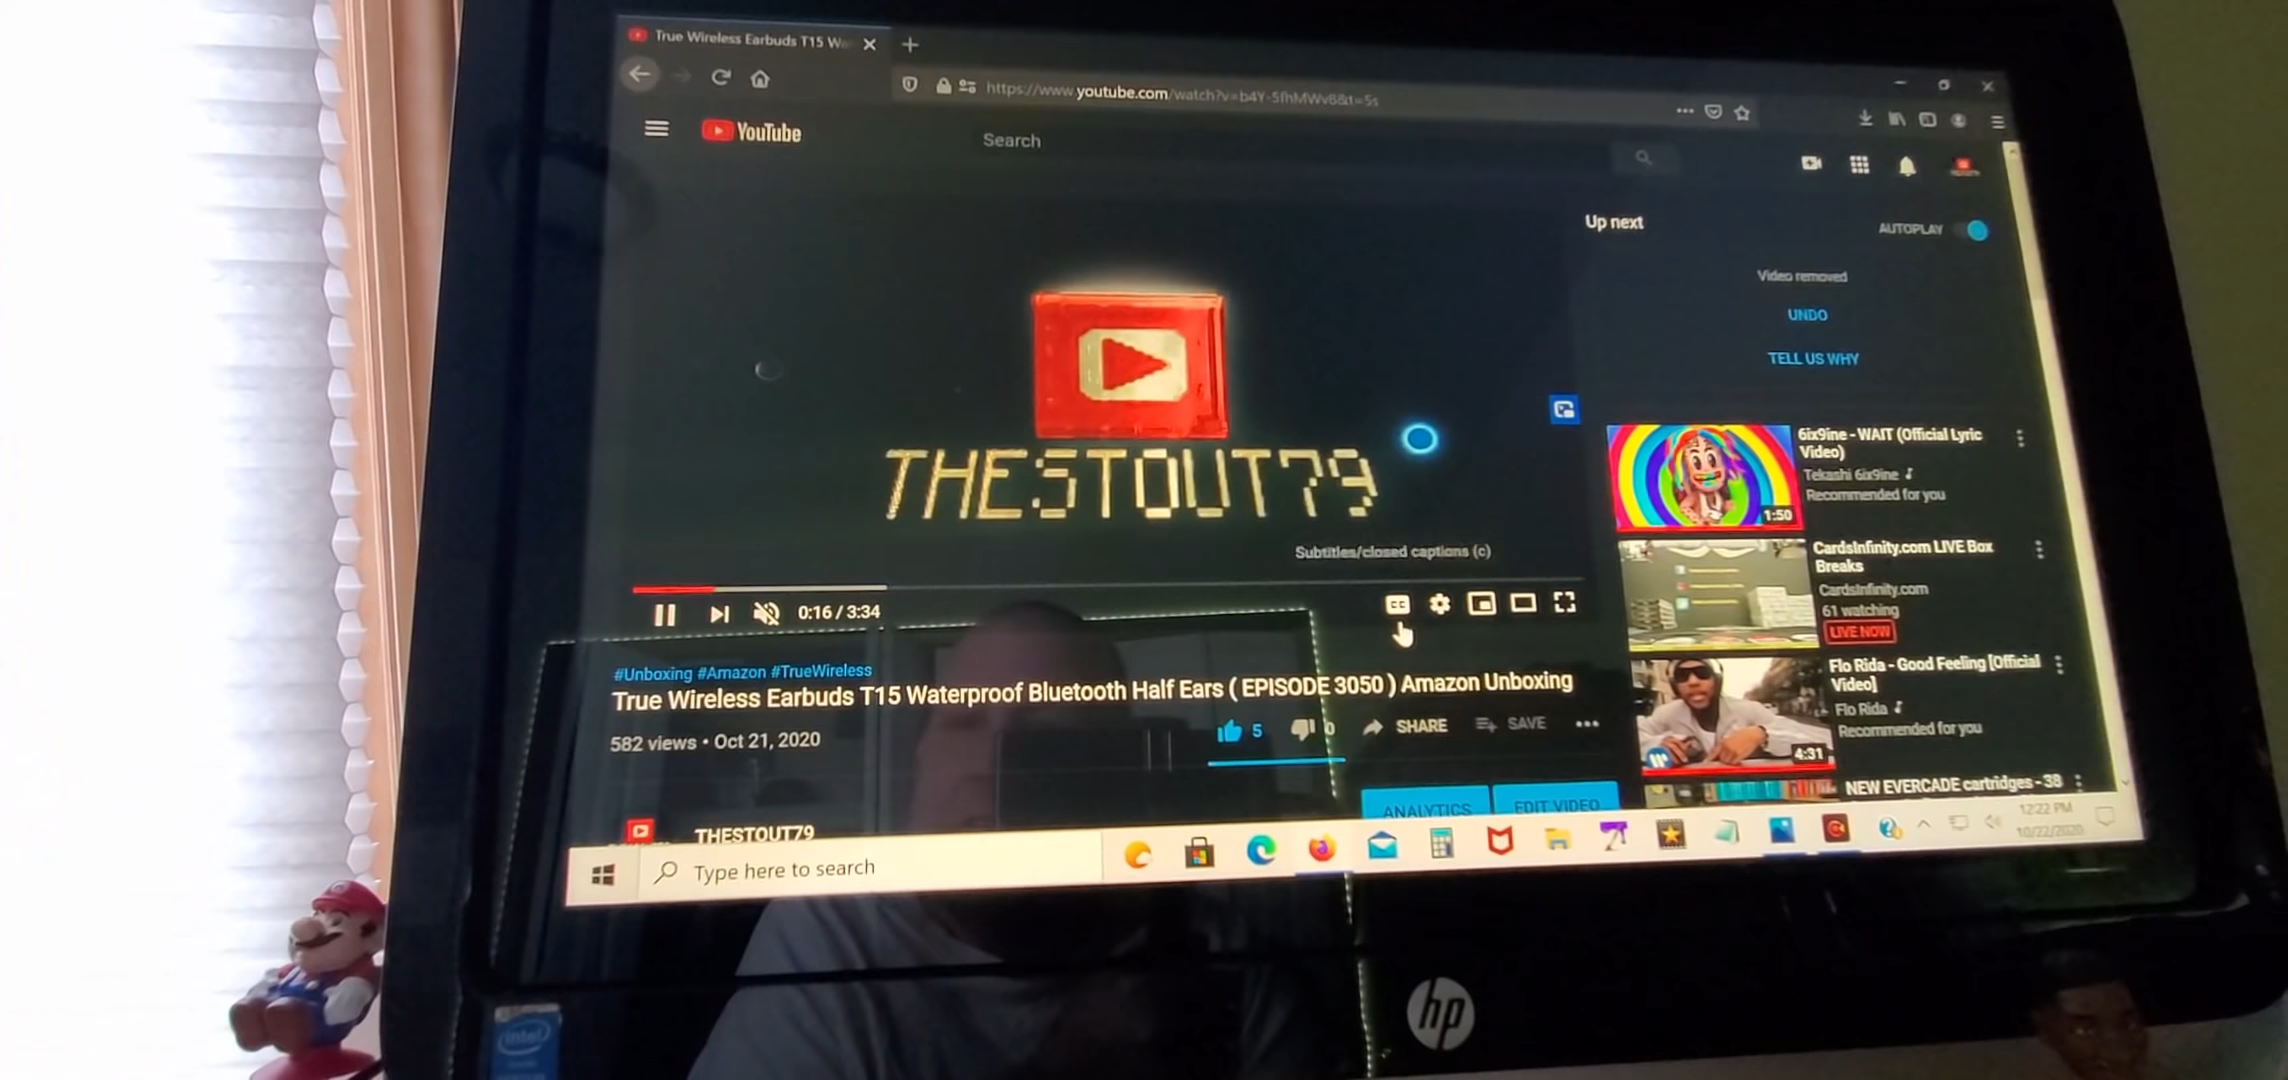 True Wireless Earbuds T15 W
https://www.youtube.com/watch?v=b4Y-5fhMWv8&t=5s
YouTube
Search
Up next
AUTOPLAY
Video removed
UNDO
TELL US WHY
THESTOUT79
Subtitles/closed captions (c)
0:16 / 3:34
6ix9ine - WAIT (Official Lyric
Video)
Tekashi 6ix9ine
Recommended for you
1:50
CardsInfinity.com LIVE Box
Breaks
CardsInfinity.com
61 watching
LIVE NOW
Flo Rida - Good Feeling [Official
Video]
Flo Rida
Recommended for you
4:31
NEW EVERCADE cartridges - 38
#Unboxing #Amazon #TrueWireless
True Wireless Earbuds T15 Waterproof Bluetooth Half Ears ( EPISODE 3050 ) Amazon Unboxing
582 views • Oct 21, 2020
5
0
SHARE
SAVE
ANALYTICS
EDIT VIDEO
THESTOUT79
Type here to search
12:22 PM
10/22/2020
hp
intel